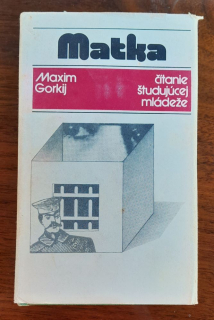 Matka
Maxim
Gorkij
čítanie
študujúcej
mládeže